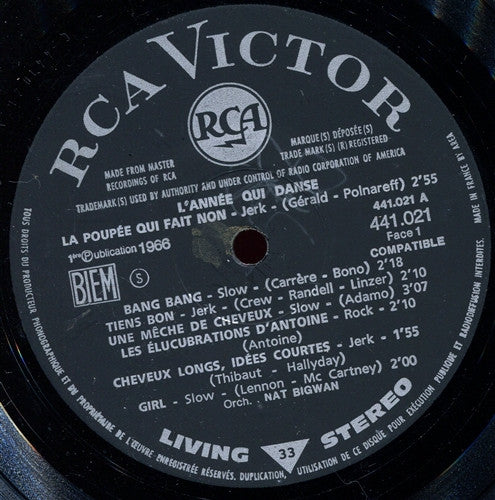 RCA VICTOR
RCA
MADE FROM MASTER
RECORDINGS OF RCA
MARQUE(S) DÉPOSÉE(S)
TRADE MARK(S) REGISTERED
TRADEMARK(S) USED BY AUTHORITY AND UNDER CONTROL OF RADIO CORPORATION OF AMERICA
L'ANNÉE QUI DANSE
LA POUPÉE QUI FAIT NON - Jerk - (Gérald - Polnareff) 2'55
1ère Ⓟublication 1966
441.021 A
441.021
Face 1
COMPATIBLE
BIEM
S
BANG BANG - Slow - (Carrère - Bono) 2'18
TIENS BON - Jerk - (Crew - Randell - Linzer) 2'10
UNE MÈCHE DE CHEVEUX - Slow - (Adamo) 3'07
LES ÉLUCUBRATIONS D'ANTOINE - Rock - 2'10
(Antoine)
CHEVEUX LONGS, IDÉES COURTES - Jerk - 1'55
(Thibaut - Hallyday)
GIRL - Slow - (Lennon - Mc Cartney) 2'00
Orch. NAT BIGWAN
LIVING 33 STEREO
TOUS DROITS DU PRODUCTEUR PHONOGRAPHIQUE ET DU PROPRIÉTAIRE DE L'ŒUVRE ENREGISTRÉE RÉSERVÉS. DUPLICATION, UTILISATION DE CE DISQUE POUR EXÉCUTION PUBLIQUE ET RADIODIFFUSION INTERDITES.
MADE IN FRANCE BY AREA